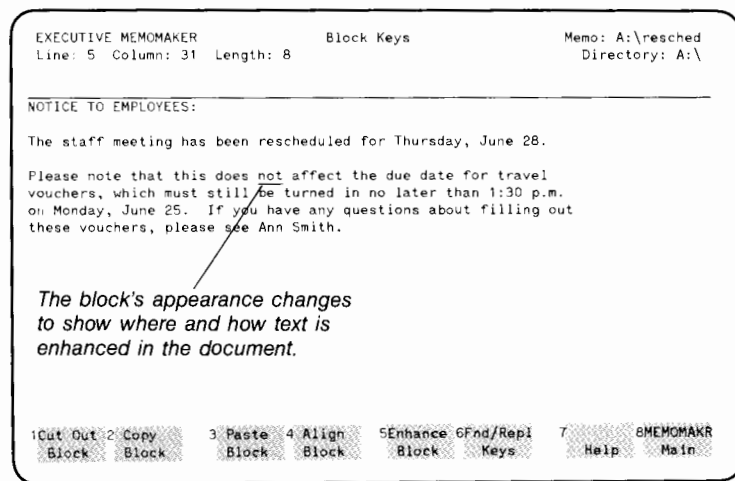 EXECUTIVE MEMOMAKER Block Keys Memo: A:\resched
Line: 5 Column: 31 Length: 8 Directory: A:\
NOTICE TO EMPLOYEES:
The staff meeting has been rescheduled for Thursday, June 28.
Please note that this does not affect the due date for travel
vouchers, which must still be turned in no later than 1:30 p.m.
on Monday, June 25. If you have any questions about filling out
these vouchers, please see Ann Smith.
The block's appearance changes
to show where and how text is
enhanced in the document.
1Cut Out 2 Copy 3 Paste 4 Align 5Enhance 6Fnd/Repl 7 8MEMOMAKR
Block Block Block Block Block Keys Help Main